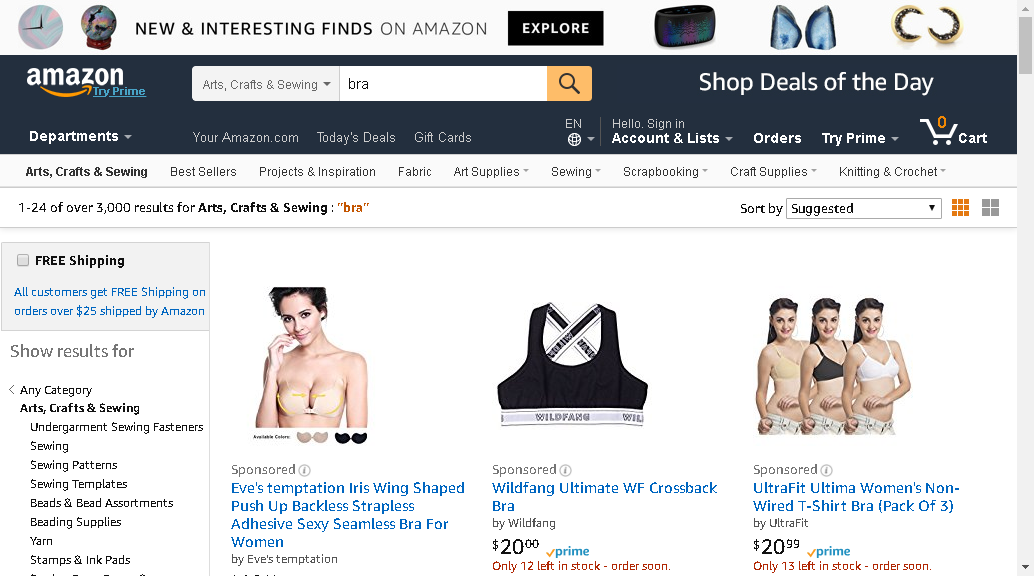 NEW & INTERESTING FINDS ON AMAZON EXPLORE
amazon
Try Prime
Arts, Crafts & Sewing bra
Shop Deals of the Day
Departments
Your Amazon.com Today's Deals Gift Cards
EN
Hello. Sign in
Account & Lists
Orders
Try Prime
0
Cart
Arts, Crafts & Sewing Best Sellers Projects & Inspiration Fabric Art Supplies Sewing Scrapbooking Craft Supplies Knitting & Crochet
1-24 of over 3,000 results for Arts, Crafts & Sewing : "bra"
Sort by Suggested
FREE Shipping
All customers get FREE Shipping on
orders over $25 shipped by Amazon
Show results for
Any Category
Arts, Crafts & Sewing
Undergarment Sewing Fasteners
Sewing
Sewing Patterns
Sewing Templates
Beads & Bead Assortments
Beading Supplies
Yarn
Stamps & Ink Pads
Available Colors:
Sponsored
Eve's temptation Iris Wing Shaped
Push Up Backless Strapless
Adhesive Sexy Seamless Bra For
Women
by Eve's temptation
WILDFANG
Sponsored
Wildfang Ultimate WF Crossback
Bra
by Wildfang
$20.00 prime
Only 12 left in stock - order soon.
Sponsored
UltraFit Ultima Women's Non-
Wired T-Shirt Bra (Pack Of 3)
by UltraFit
$20.99 prime
Only 13 left in stock - order soon.